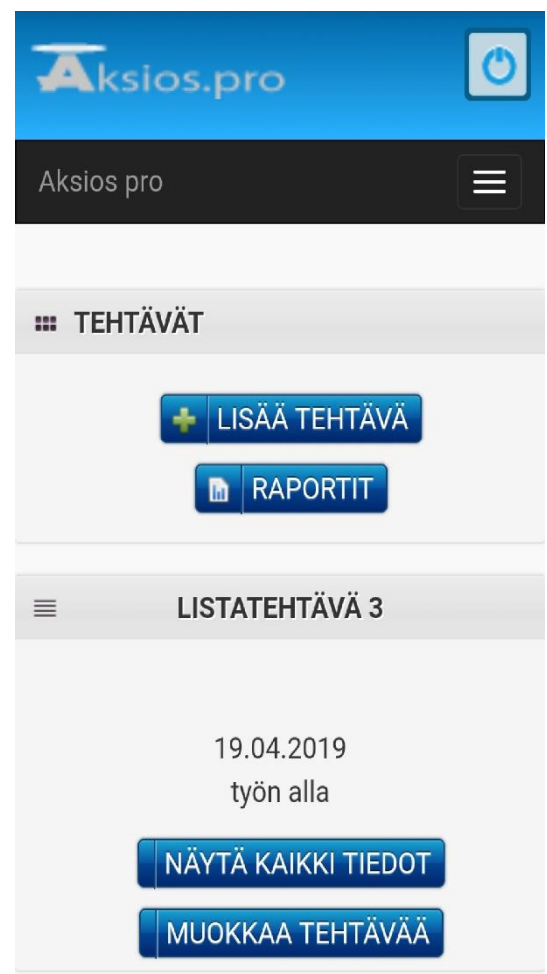 Aksios.pro
Aksios pro
TEHTÄVÄT
LISÄÄ TEHTÄVÄ
RAPORTIT
LISTATEHTÄVÄ 3
19.04.2019
työn alla
NÄYTÄ KAIKKI TIEDOT
MUOKKAA TEHTÄVÄÄ